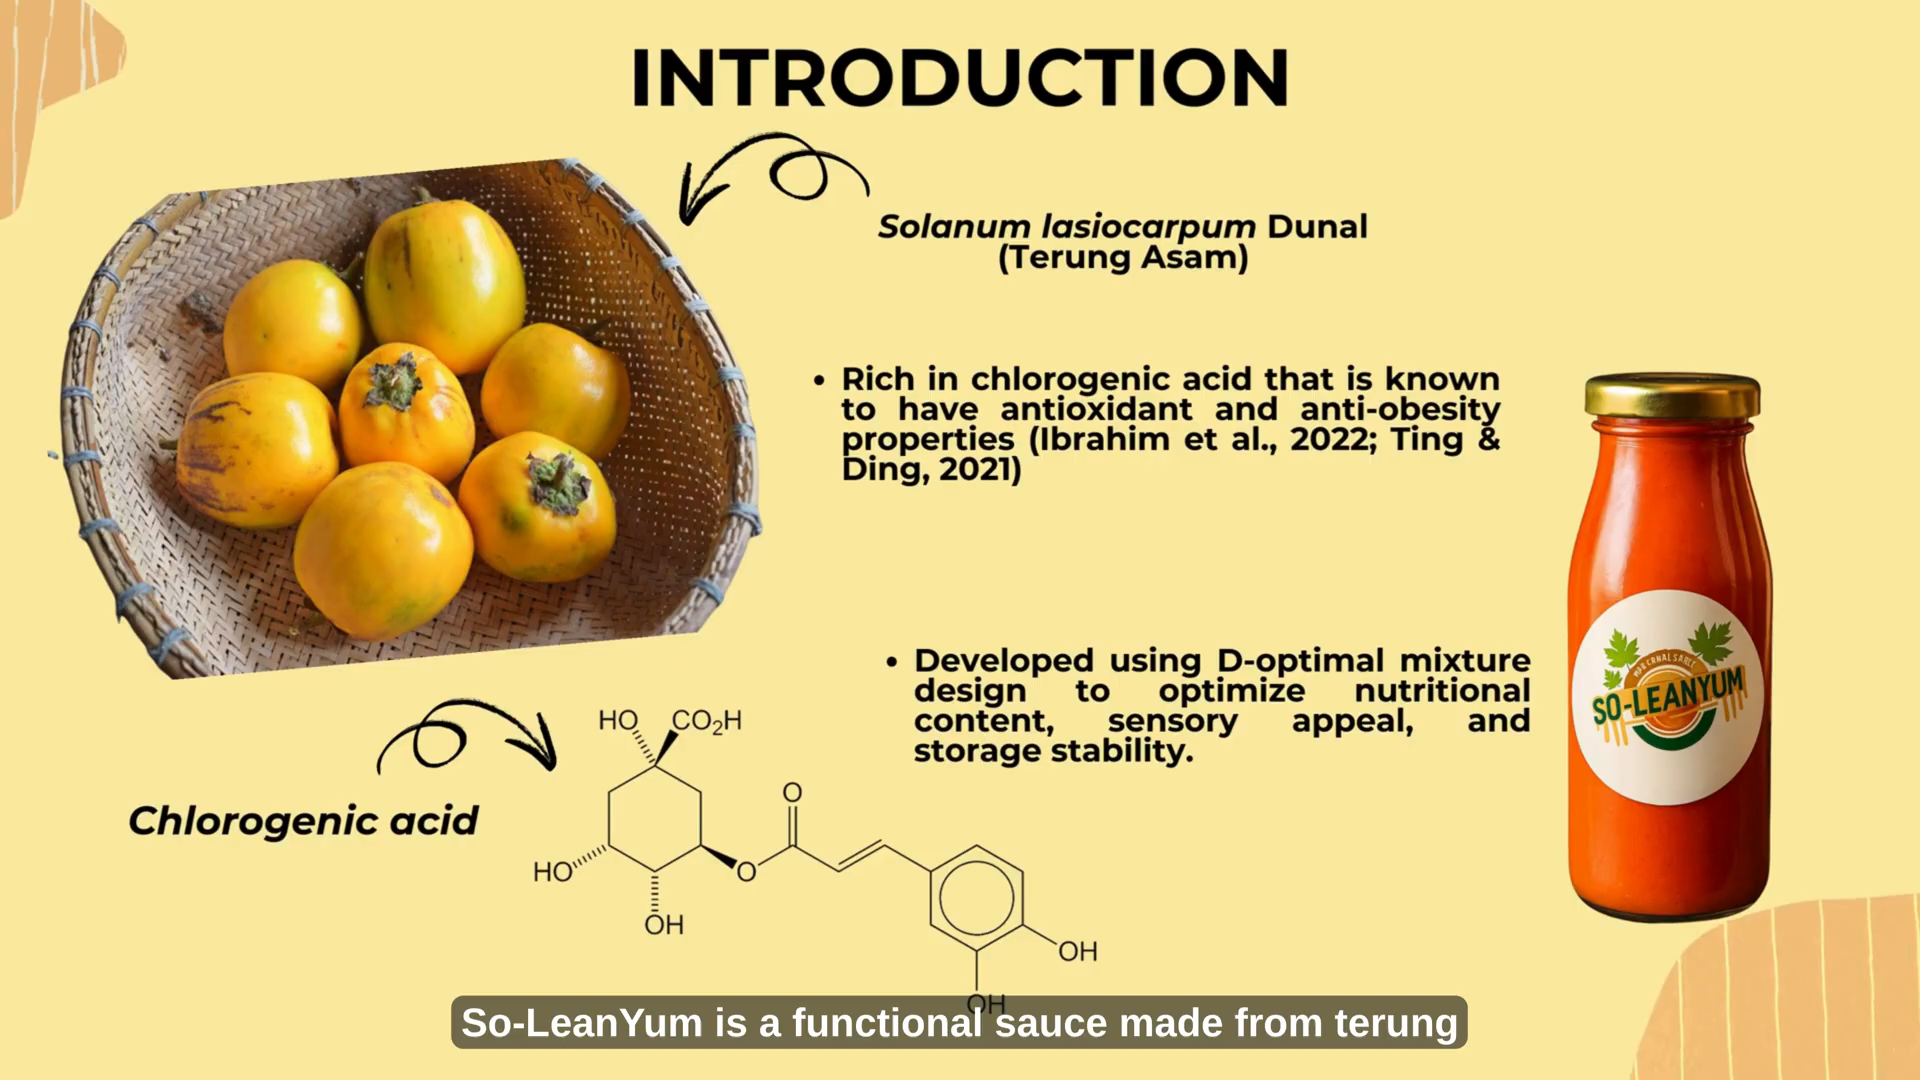 INTRODUCTION
Solanum lasiocarpum Dunal
(Terung Asam)
• Rich in chlorogenic acid that is known
to have antioxidant and anti-obesity
properties (Ibrahim et al., 2022; Ting &
Ding, 2021)
• Developed using D-optimal mixture
design to optimize nutritional
content, sensory appeal, and
storage stability.
SO-LEANYUM
Chlorogenic acid
HO CO₂H
O
HO
O
OH
OH
OH
So-LeanYum is a functional sauce made from terung